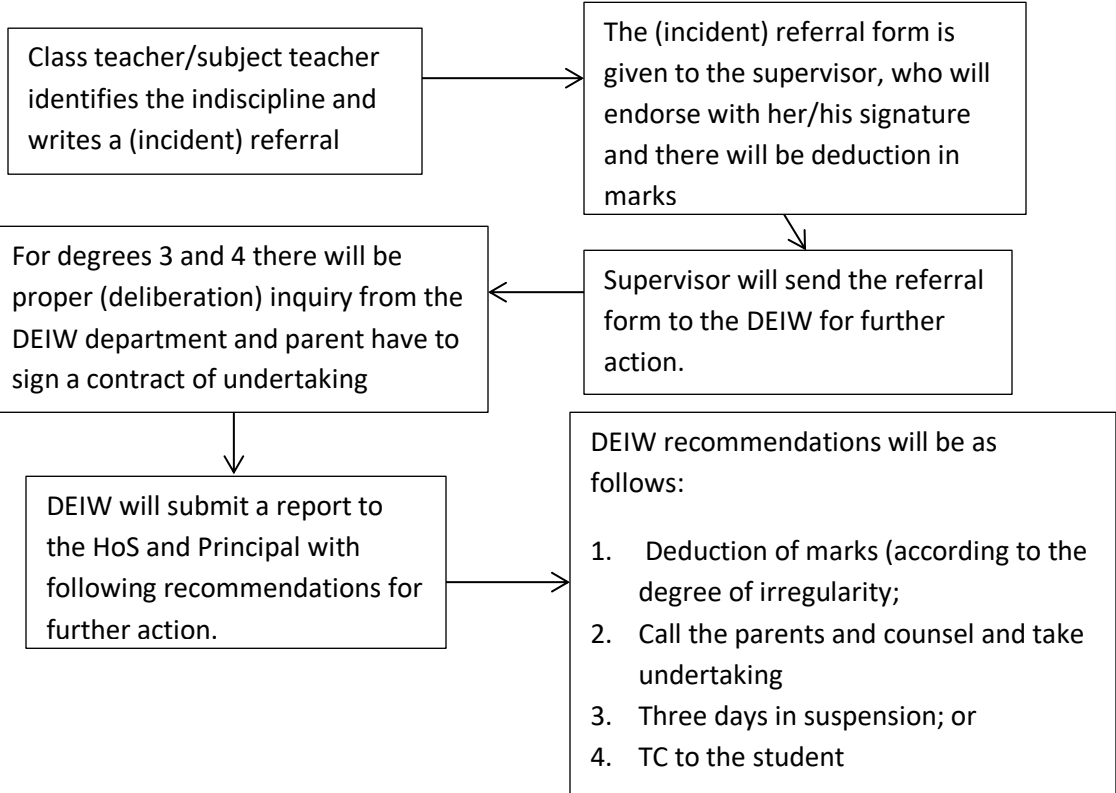 Class teacher/subject teacher
identifies the indiscipline and
writes a (incident) referral
The (incident) referral form is
given to the supervisor, who will
endorse with her/his signature
and there will be deduction in
marks
Supervisor will send the referral
form to the DEIW for further
action.
For degrees 3 and 4 there will be
proper (deliberation) inquiry from the
DEIW department and parent have to
sign a contract of undertaking
DEIW will submit a report to
the HoS and Principal with
following recommendations for
further action.
DEIW recommendations will be as
follows:
1. Deduction of marks (according to the
degree of irregularity;
2. Call the parents and counsel and take
undertaking
3. Three days in suspension; or
4. TC to the student